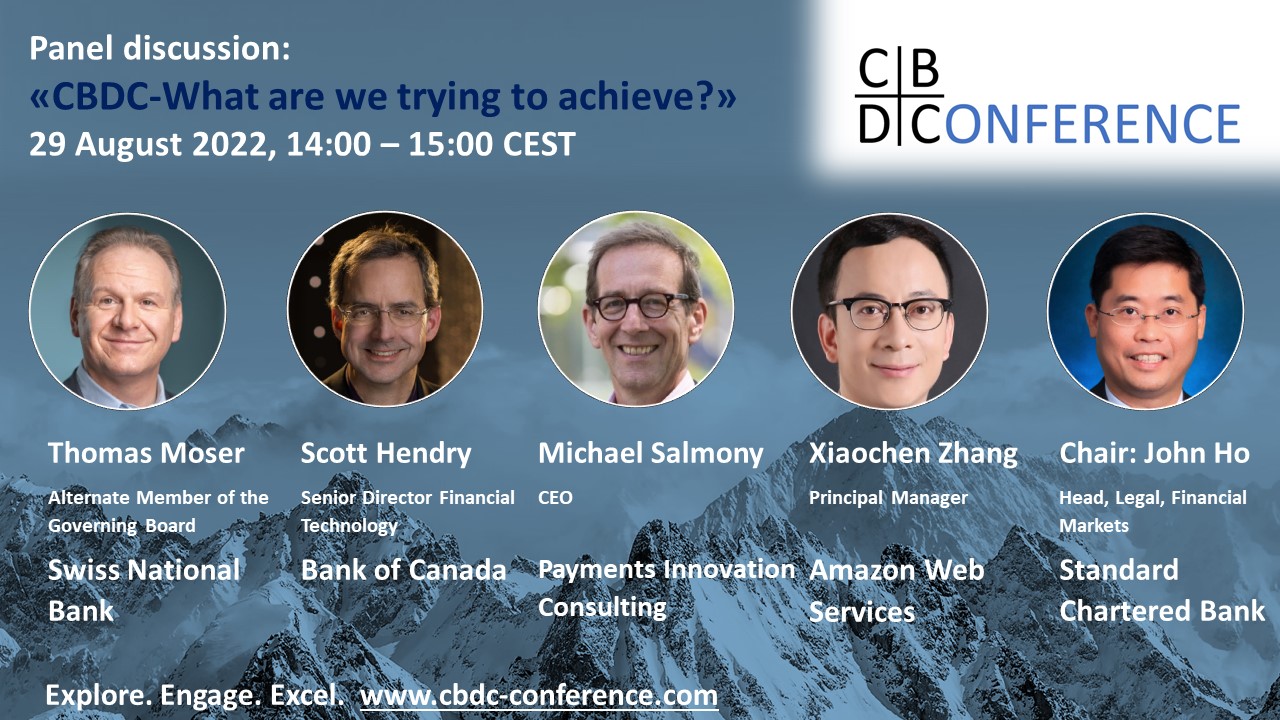 Panel discussion:
«CBDC-What are we trying to achieve?»
29 August 2022, 14:00 – 15:00 CEST
C|B
D|CONFERENCE
Thomas Moser
Alternate Member of the
Governing Board
Swiss National
Bank
Scott Hendry
Senior Director Financial
Technology
Bank of Canada
Michael Salmony
CEO
Payments Innovation
Consulting
Xiaochen Zhang
Principal Manager
Amazon Web
Services
Chair: John Ho
Head, Legal, Financial
Markets
Standard
Chartered Bank
Explore. Engage. Excel. www.cbdc-conference.com